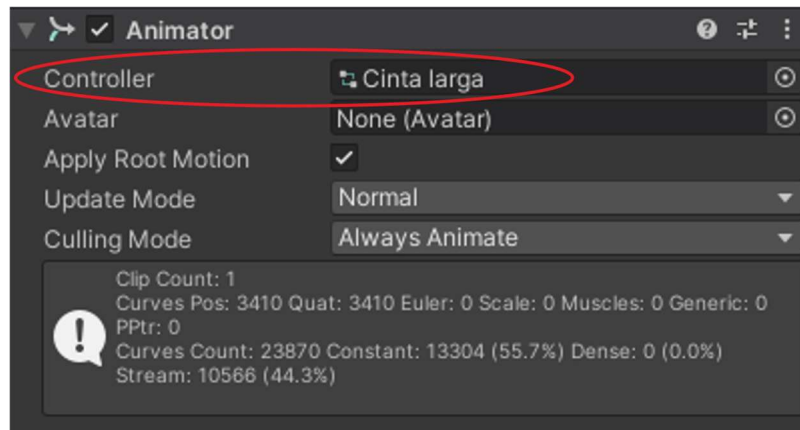 Animator
Controller Cinta larga
Avatar None (Avatar)
Apply Root Motion
Update Mode Normal
Culling Mode Always Animate
Clip Count: 1
Curves Pos: 3410 Quat: 3410 Euler: 0 Scale: 0 Muscles: 0 Generic: 0
PPtr: 0
Curves Count: 23870 Constant: 13304 (55.7%) Dense: 0 (0.0%)
Stream: 10566 (44.3%)